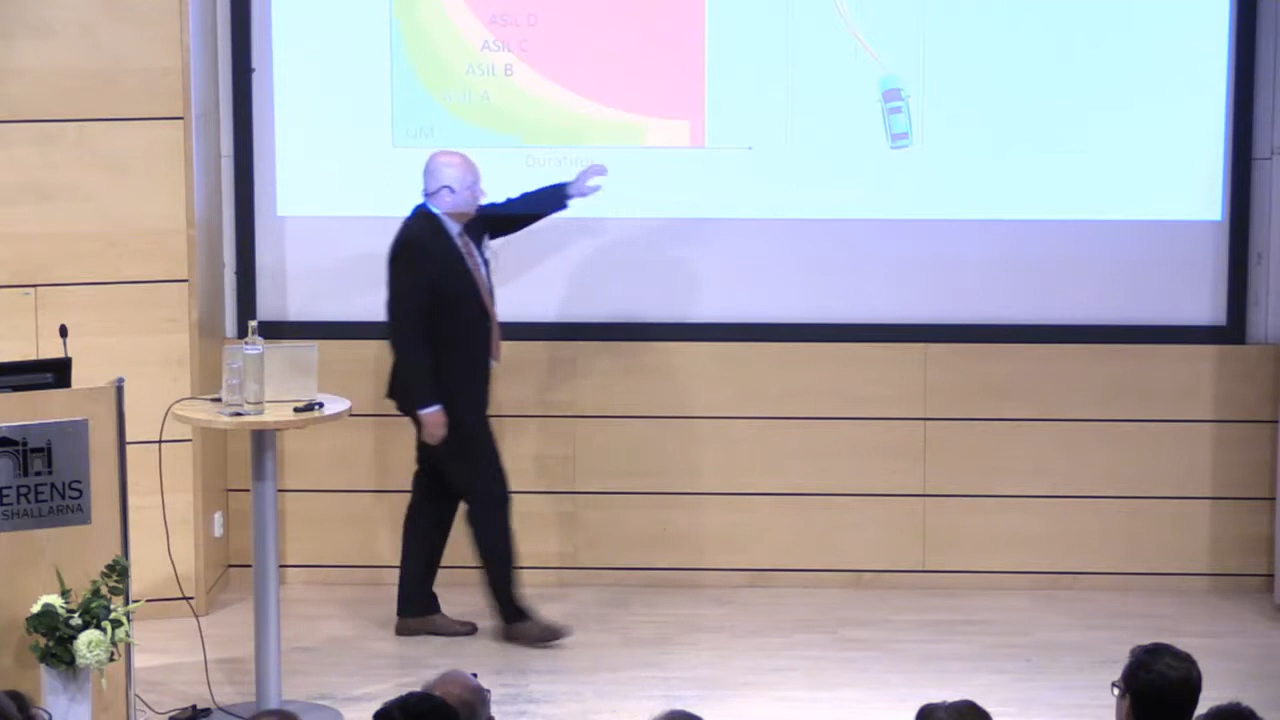 ASIL D
ASIL C
ASIL B
ASIL A
QM
Duration
ERENS
SHALLARNA